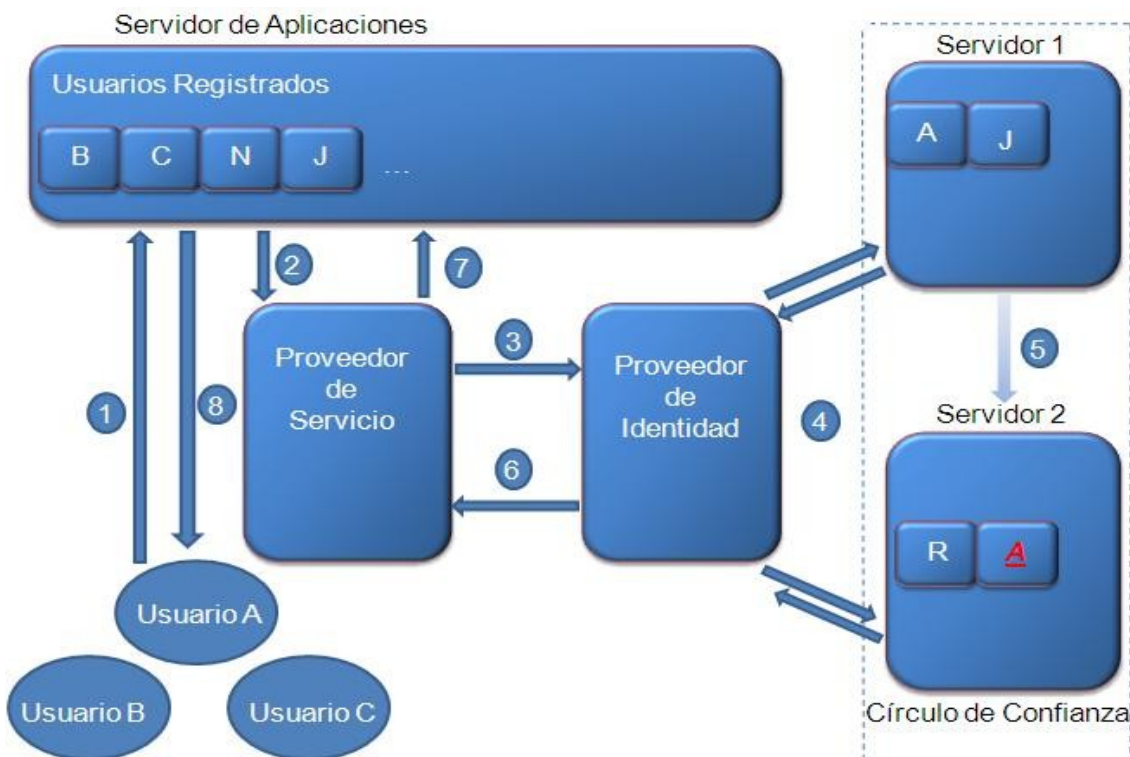 Servidor de Aplicaciones
Usuarios Registrados
B C N J ...
Servidor 1
A J
2
7
1
8
3
Proveedor
de
Servicio
Proveedor
de
Identidad
4
5
6
Servidor 2
R A
Usuario A
Usuario B
Usuario C
Círculo de Confianza